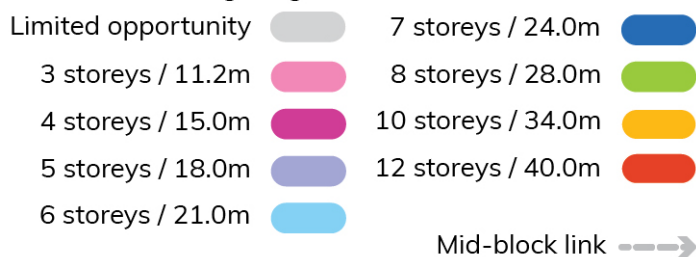 Limited opportunity
3 storeys / 11.2m
4 storeys / 15.0m
5 storeys / 18.0m
6 storeys / 21.0m
7 storeys / 24.0m
8 storeys / 28.0m
10 storeys / 34.0m
12 storeys / 40.0m
Mid-block link